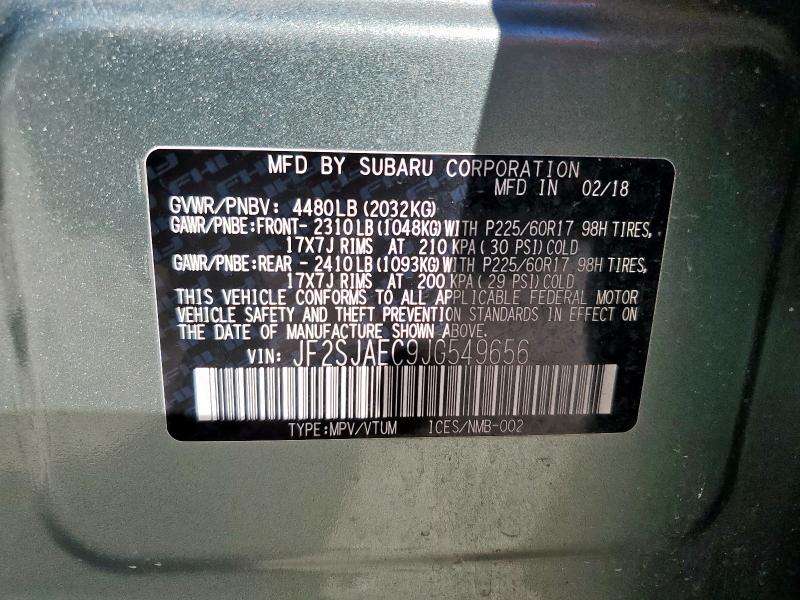 MFD BY SUBARU CORPORATION
MFD IN 02/18
GVWR/PNBV: 4480LB(2032KG)
GAWR/PNBE:FRONT- 2310LB(1048KG)WITH P225/60R17 98H TIRES,
17X7J RIMS AT 210 KPA( 30 PSI)COLD
GAWR/PNBE:REAR - 2410LB(1093KG)WITH P225/60R17 98H TIRES,
17X7J RIMS AT 200 KPA( 29 PSI)COLD
THIS VEHICLE CONFORMS TO ALL APPLICABLE FEDERAL MOTOR
VEHICLE SAFETY AND THEFT PREVENTION STANDARDS IN EFFECT ON
THE DATE OF MANUFACTURE SHOWN ABOVE.
VIN: JF2SJAEC9JG549656
TYPE:MPV/VTUM ICES/NMB-002